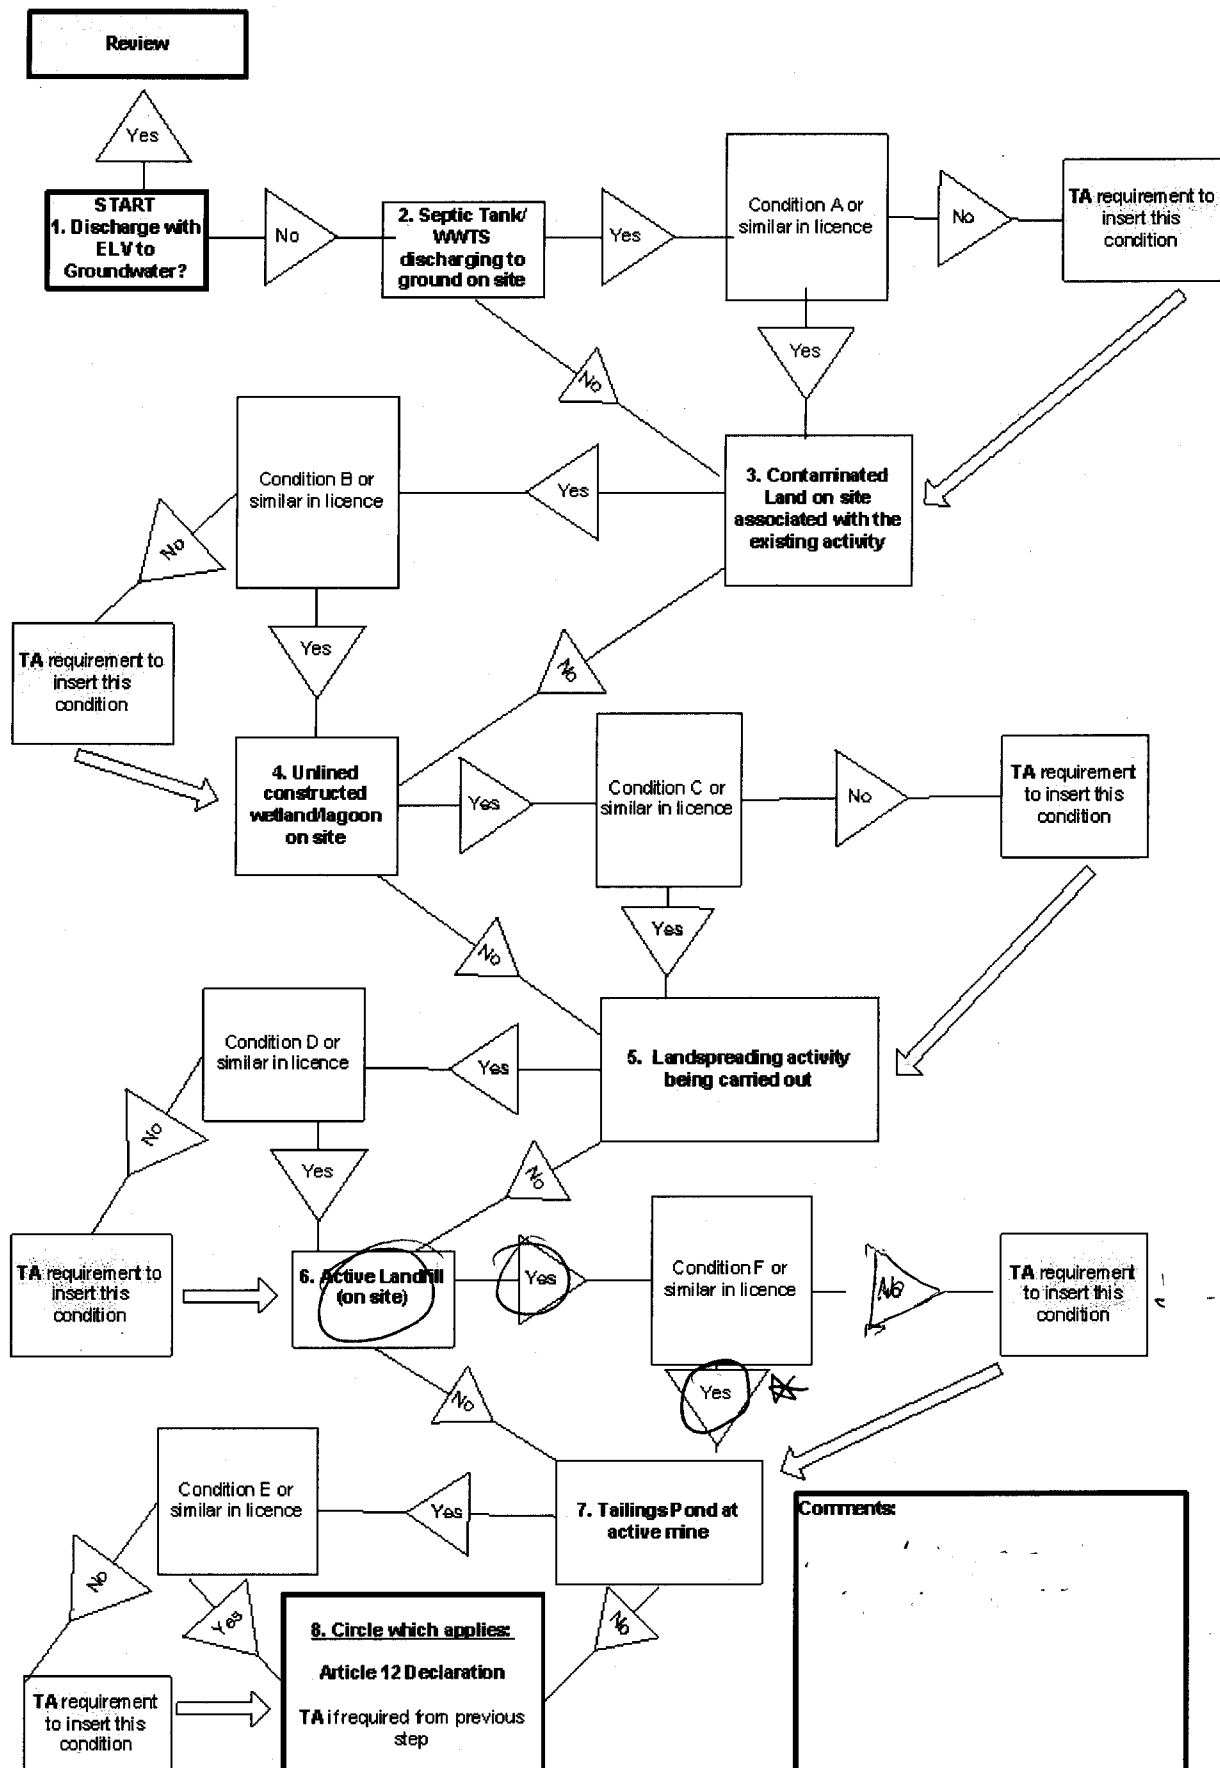 Review
Yes
START
1. Discharge with
ELV to
Groundwater?
No
2. Septic Tank/
WWTS
discharging to
ground on site
Yes
Condition A or
similar in licence
No
TA requirement to
insert this
condition
Yes
No
3. Contaminated
Land on site
associated with the
existing activity
Yes
Condition B or
similar in licence
No
TA requirement to
insert this
condition
Yes
No
4. Unlined
constructed
wetland/lagoon
on site
Yes
Condition C or
similar in licence
No
TA requirement
to insert this
condition
Yes
No
5. Landspreading activity
being carried out
Yes
Condition D or
similar in licence
No
TA requirement to
insert this
condition
Yes
No
6. Active Landfill
(on site)
Yes
Condition F or
similar in licence
No
TA requirement
to insert this
condition
Yes
No
7. Tailings Pond at
active mine
Yes
Condition E or
similar in licence
No
TA requirement
to insert this
condition
Yes
No
8. Circle which applies:
Article 12 Declaration
TA if required from previous
step
Comments: